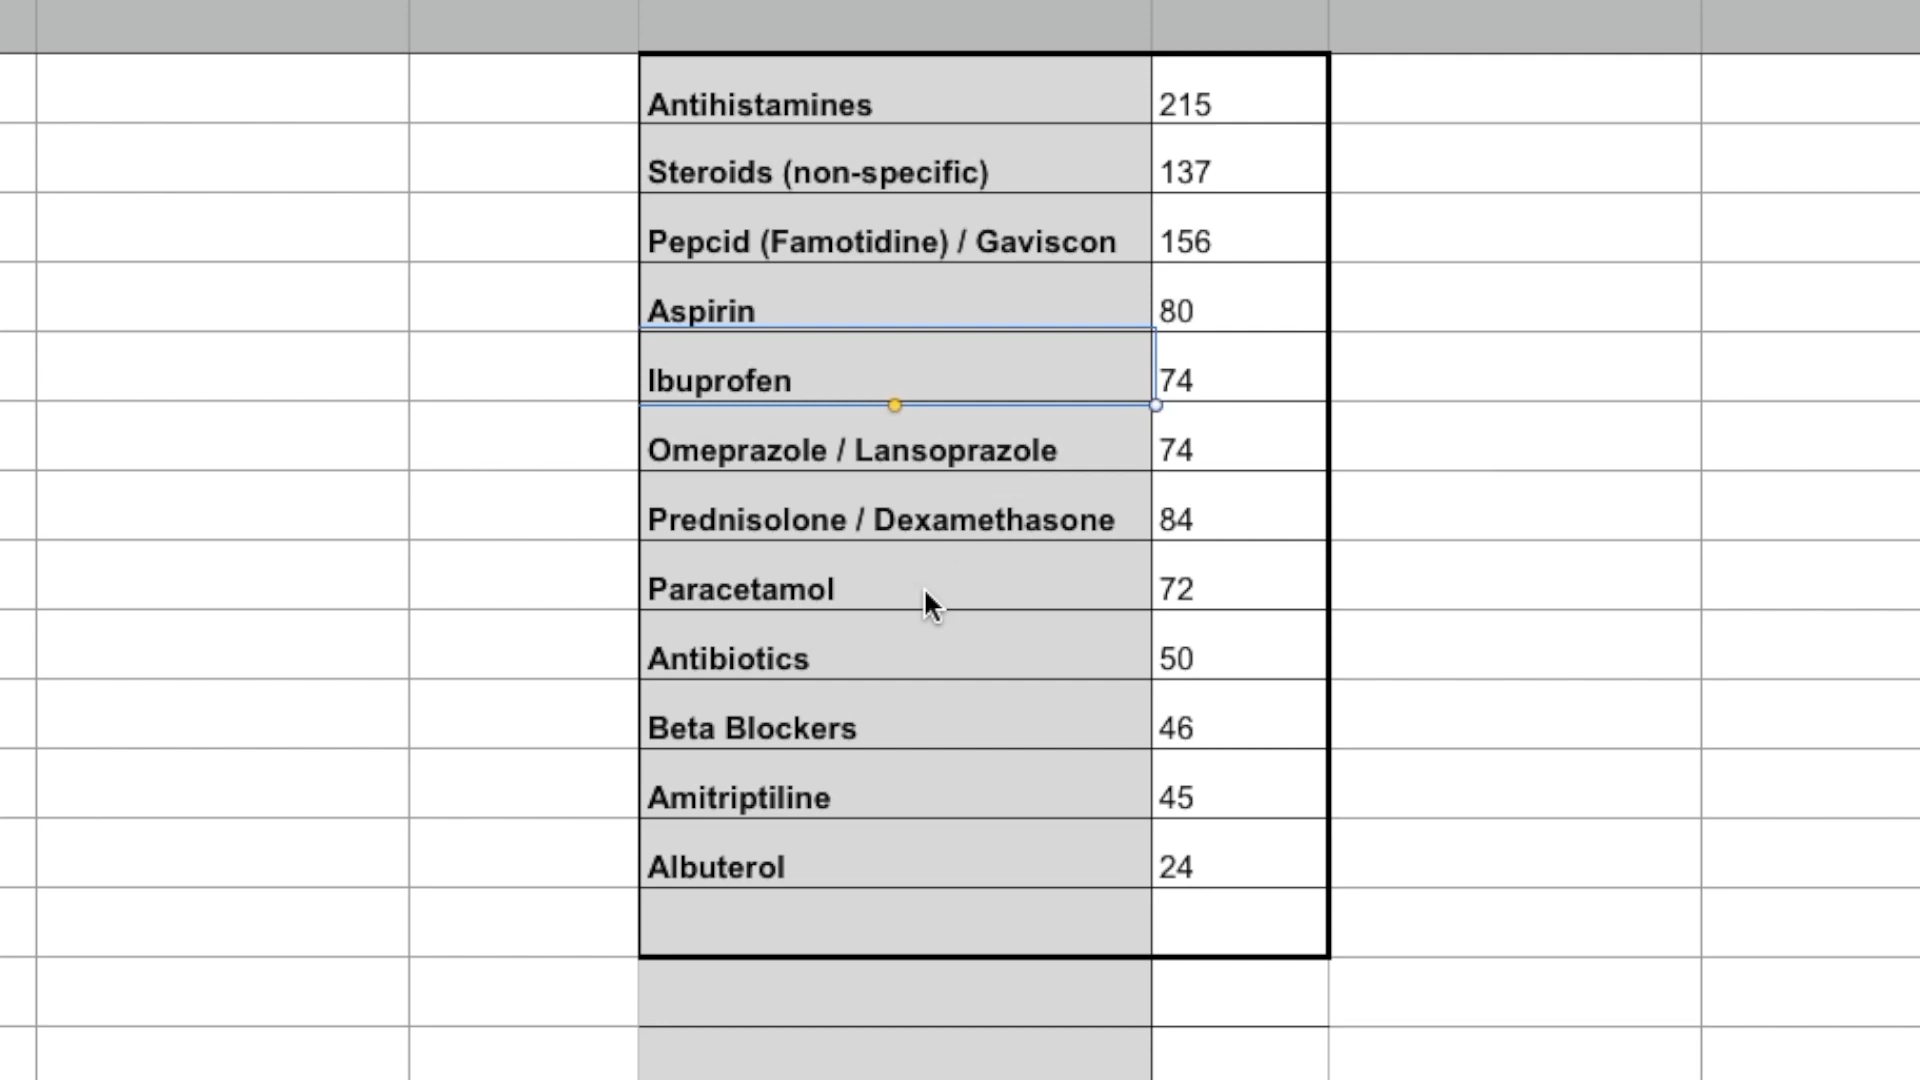 Antihistamines 215
Steroids (non-specific) 137
Pepcid (Famotidine) / Gaviscon 156
Aspirin 80
Ibuprofen 74
Omeprazole / Lansoprazole 74
Prednisolone / Dexamethasone 84
Paracetamol 72
Antibiotics 50
Beta Blockers 46
Amitriptiline 45
Albuterol 24